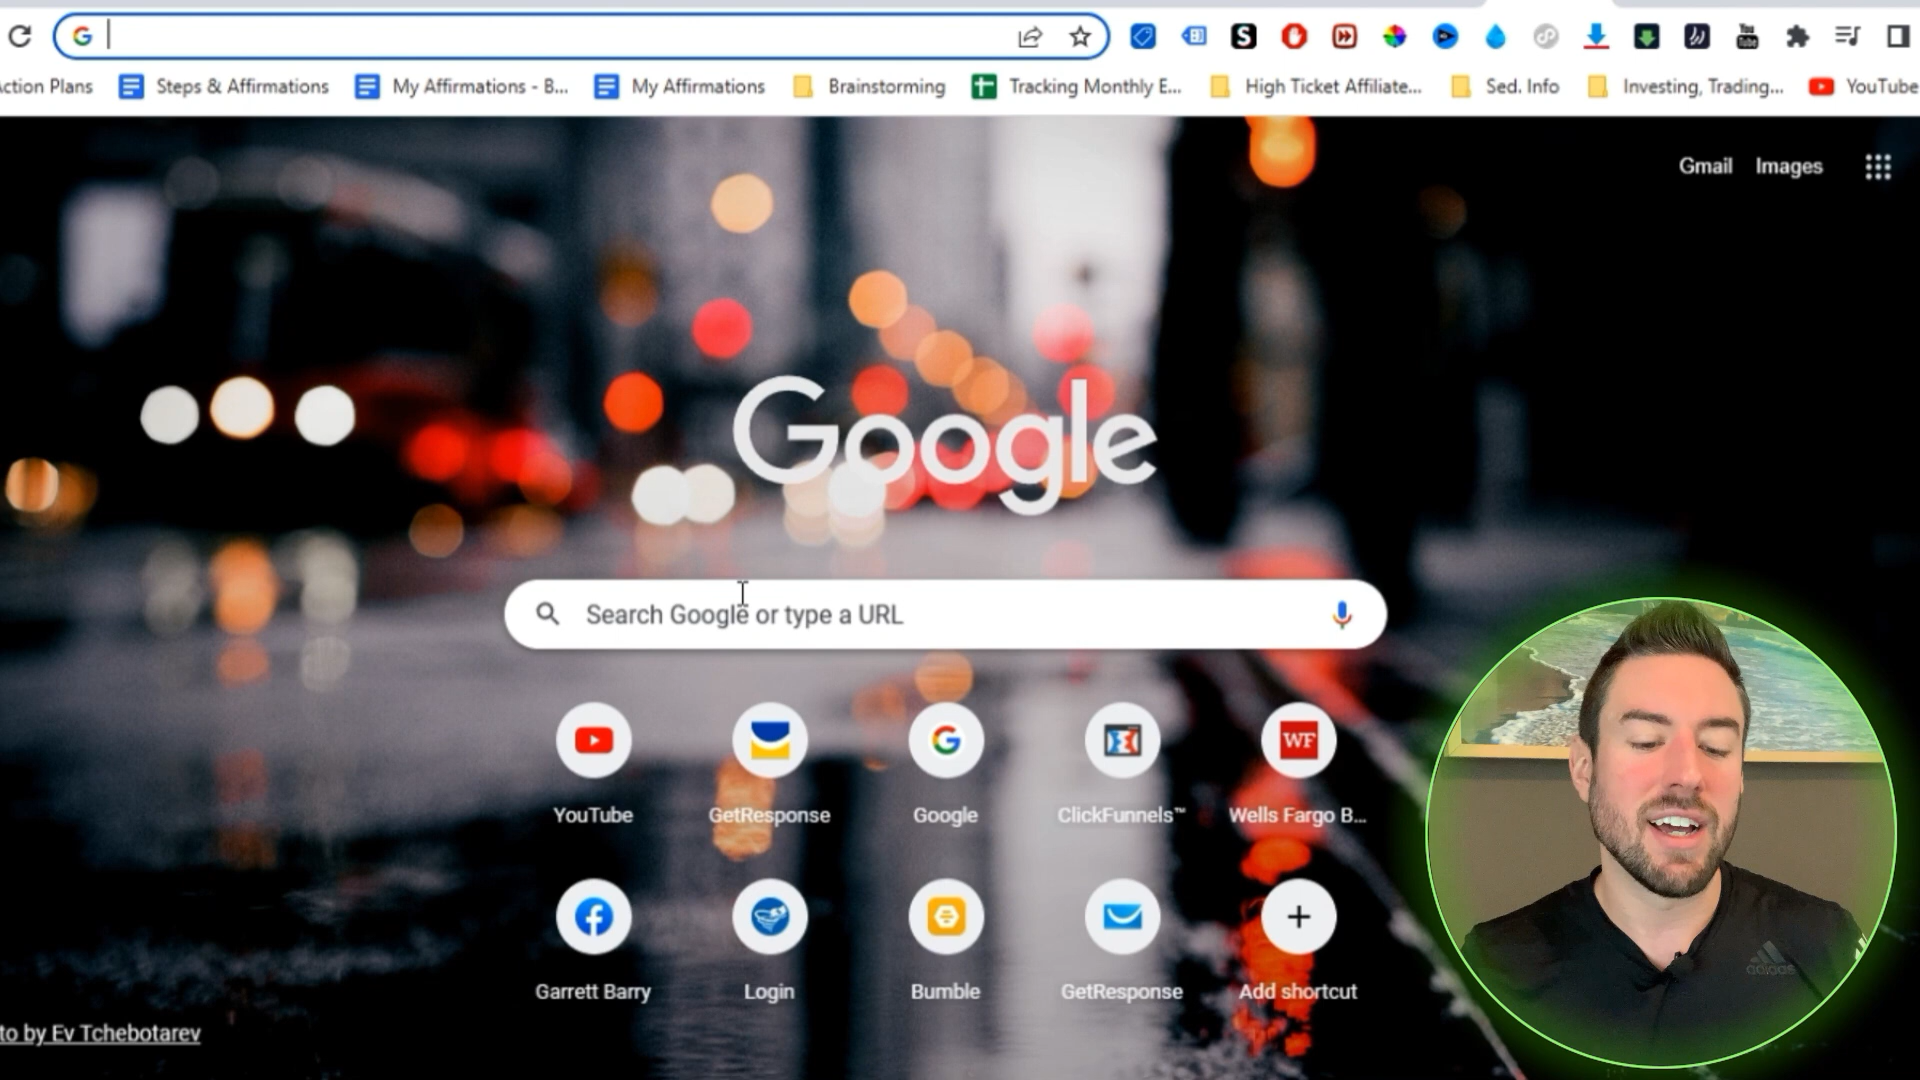 ction Plans Steps & Affirmations My Affirmations - B... My Affirmations Brainstorming Tracking Monthly E... High Ticket Affiliate... Sed. Info Investing, Trading... YouTube
Gmail Images
Google
Search Google or type a URL
YouTube GetResponse Google ClickFunnels™ Wells Fargo B...
Garrett Barry Login Bumble GetResponse Add shortcut
to by Ev Tchebotarev
adidas